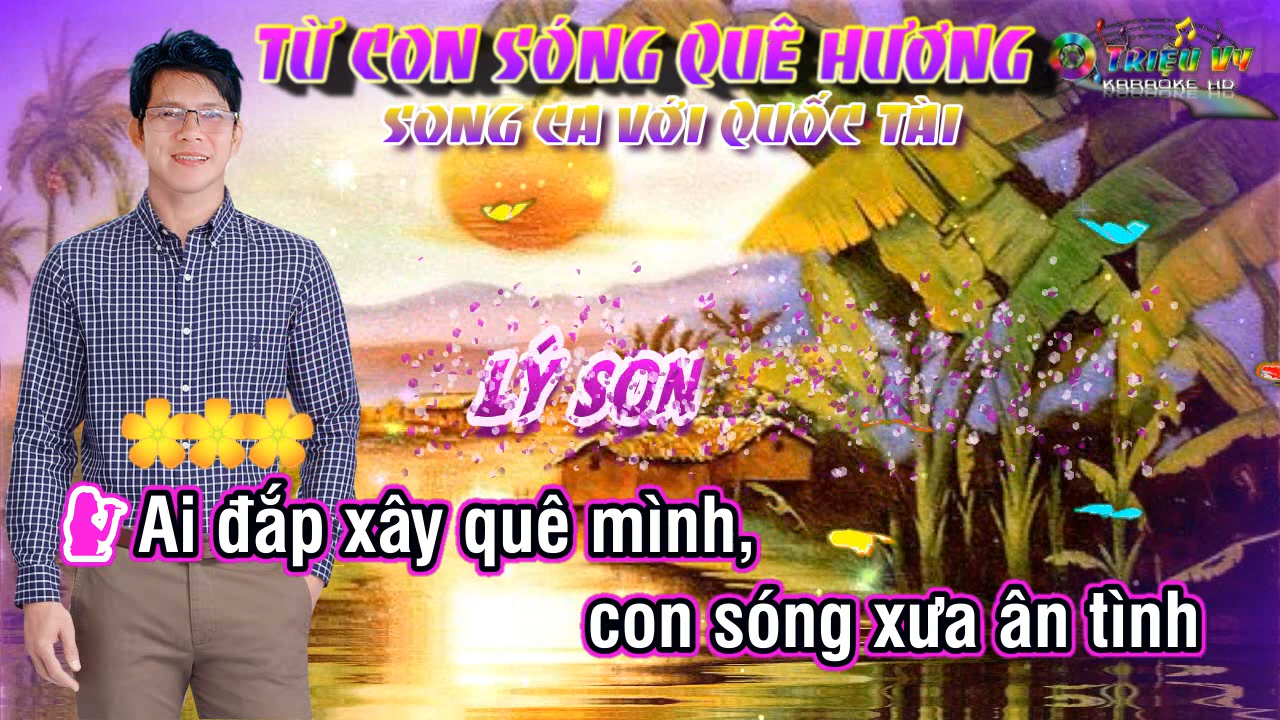 TỪ CON SÓNG QUÊ HƯƠNG
TRIỆU VY
KARAOKE HD
SONG CA VỚI QUỐC TÀI
LÝ SON
Ai đắp xây quê mình,
con sóng xưa ân tình